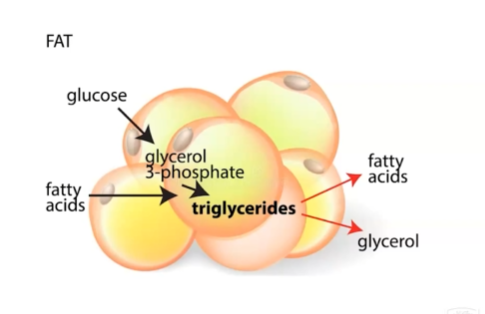 FAT
glucose
glycerol
3-phosphate
fatty
acids
triglycerides
fatty
acids
glycerol